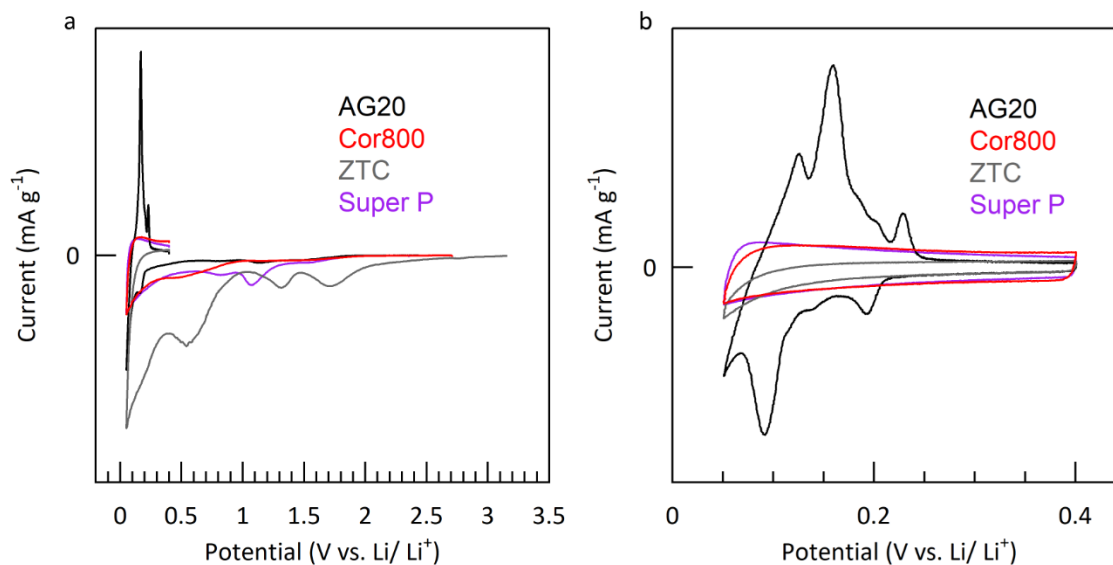 a
Current (mA g⁻¹)
0
AG20
Cor800
ZTC
Super P
0 0.5 1 1.5 2 2.5 3 3.5
Potential (V vs. Li/ Li⁺)
b
Current (mA g⁻¹)
0
AG20
Cor800
ZTC
Super P
0 0.2 0.4
Potential (V vs. Li/ Li⁺)